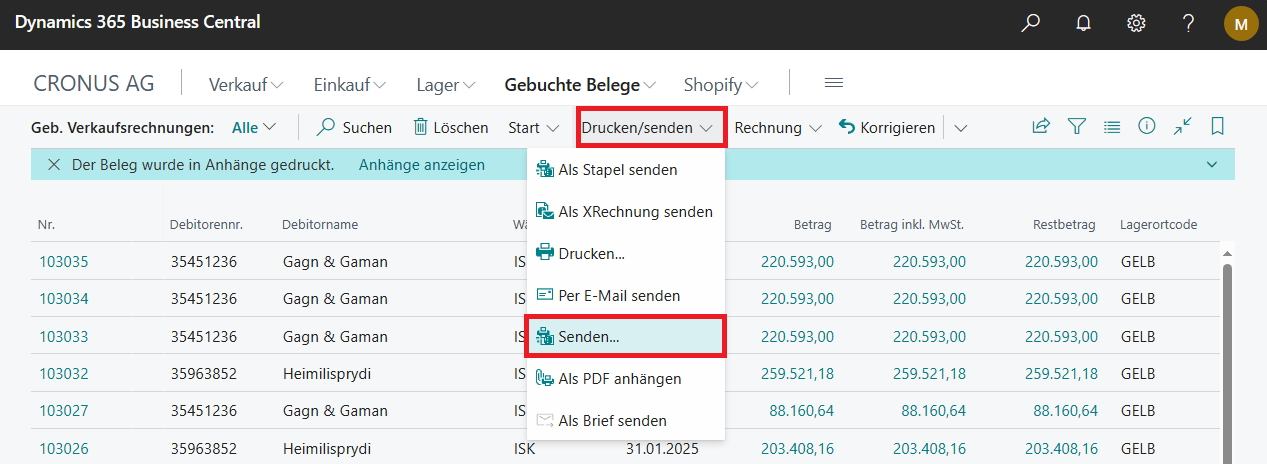 Dynamics 365 Business Central
M
CRONUS AG Verkauf Einkauf Lager Gebuchte Belege Shopify
Geb. Verkaufsrechnungen: Alle Suchen Löschen Start Drucken/senden Rechnung Korrigieren
Der Beleg wurde in Anhänge gedruckt. Anhänge anzeigen
Als Stapel senden
Als XRechnung senden
Drucken...
Per E-Mail senden
Senden...
Als PDF anhängen
Als Brief senden
Nr. Debitorennr. Debitorname Betrag Betrag inkl. MwSt. Restbetrag Lagerortcode
103035 35451236 Gagn & Gaman 220.593,00 220.593,00 220.593,00 GELB
103034 35451236 Gagn & Gaman 220.593,00 220.593,00 220.593,00 GELB
103033 35451236 Gagn & Gaman 220.593,00 220.593,00 220.593,00 GELB
103032 35963852 Heimilisprydi 259.521,18 259.521,18 259.521,18 GELB
103027 35451236 Gagn & Gaman 88.160,64 88.160,64 88.160,64 GELB
103026 35963852 Heimilisprydi ISK 31.01.2025 203.408,16 203.408,16 203.408,16 GELB